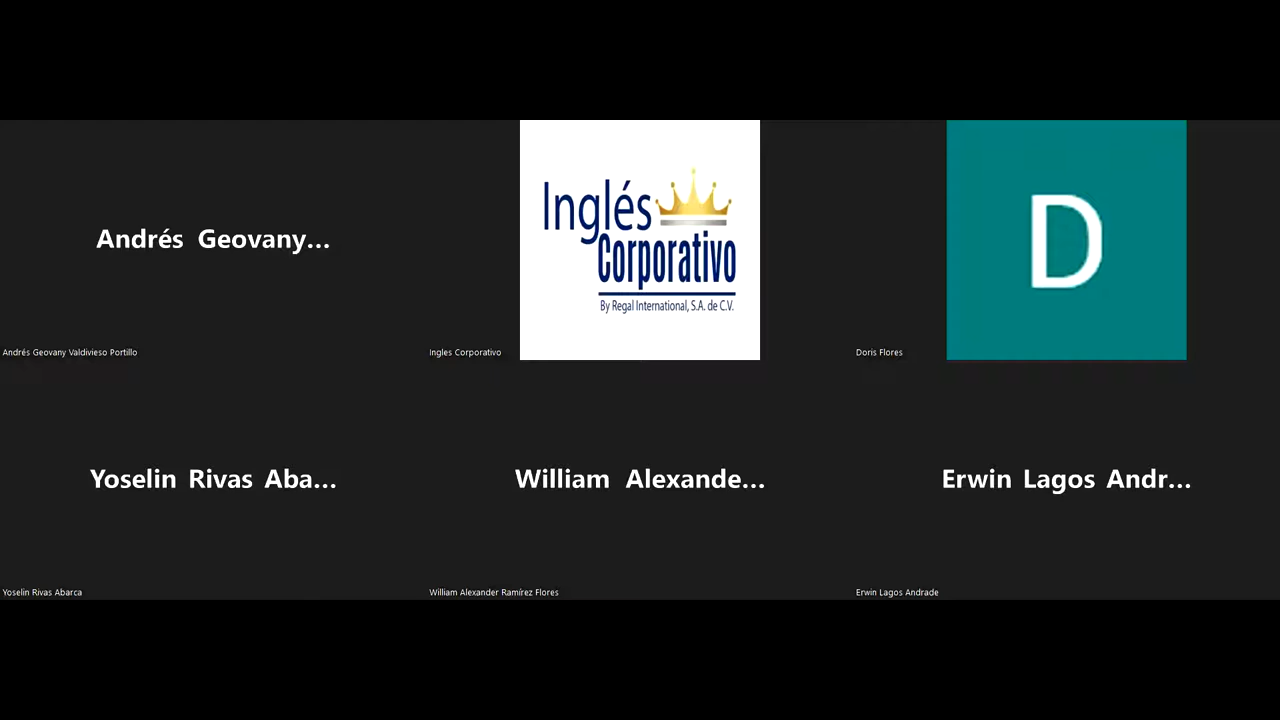 Andrés Geovany...
Andrés Geovany Valdivieso Portillo
Inglés
Corporativo
By Regal International, S.A. de C.V.
Ingles Corporativo
D
Doris Flores
Yoselin Rivas Aba...
Yoselin Rivas Abarca
William Alexande...
William Alexander Ramírez Flores
Erwin Lagos Andr...
Erwin Lagos Andrade